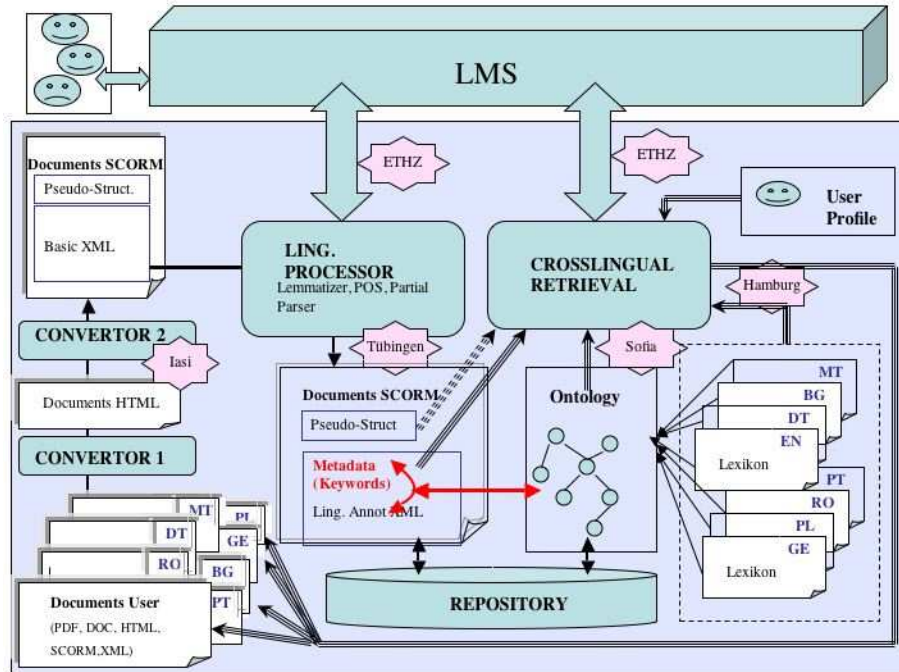 LMS
ETHZ
ETHZ
Documents SCORM
Pseudo-Struct.
Basic XML
User
Profile
LING.
PROCESSOR
Lemmatizer, POS, Partial
Parser
CROSSLINGUAL
RETRIEVAL
Hamburg
CONVERTOR 2
Iasi
Tübingen
Sofia
Documents HTML
Documents SCORM
Pseudo-Struct
Metadata
(Keywords)
Ling. Annot XML
Ontology
MT
BG
DT
EN
Lexikon
PT
RO
PL
GE
Lexikon
CONVERTOR 1
MT
PL
DT
GE
RO
BG
PT
Documents User
(PDF, DOC, HTML,
SCORM,XML)
REPOSITORY